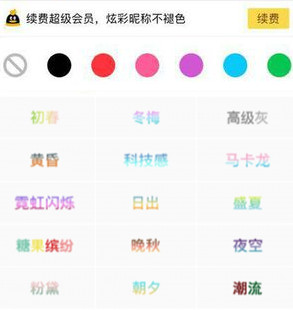 续费超级会员，炫彩昵称不褪色 续费
初春 冬梅 高级灰
黄昏 科技感 马卡龙
霓虹闪烁 日出 盛夏
糖果缤纷 晚秋 夜空
粉黛 朝夕 潮流